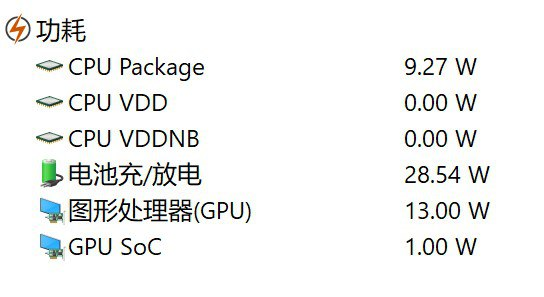 功耗
CPU Package 9.27 W
CPU VDD 0.00 W
CPU VDDNB 0.00 W
电池充/放电 28.54 W
图形处理器(GPU) 13.00 W
GPU SoC 1.00 W